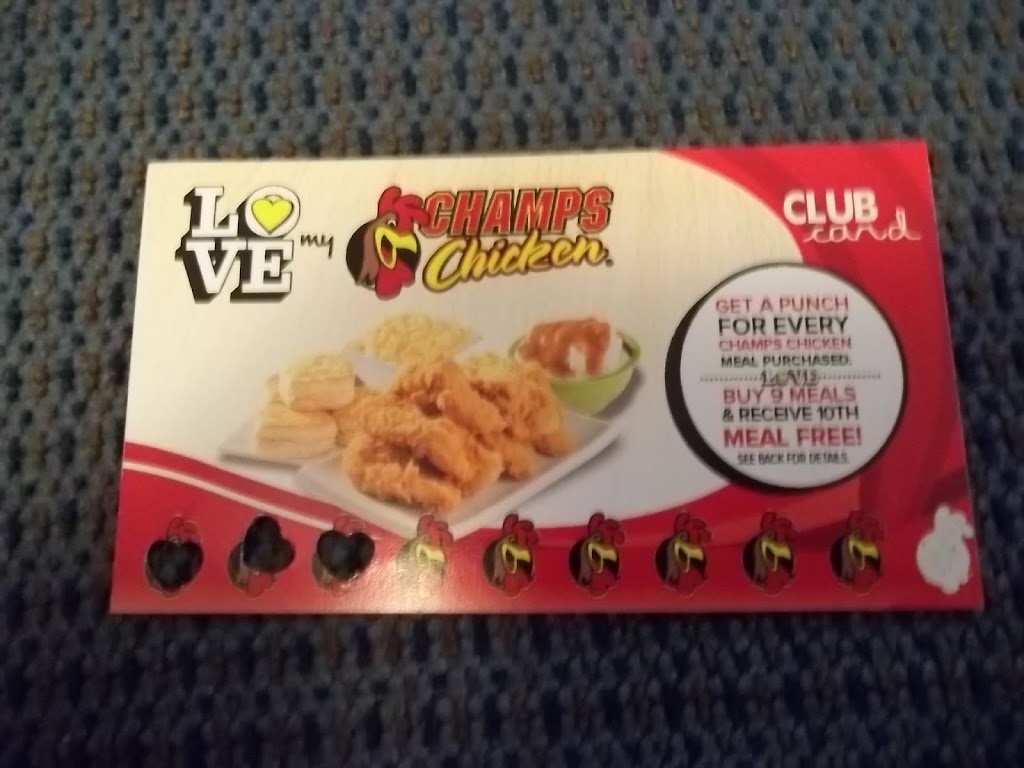 LOVE
my
CHAMPS
Chicken.
CLUB
card
GET A PUNCH
FOR EVERY
CHAMPS CHICKEN
MEAL PURCHASED.
BUY 9 MEALS
& RECEIVE 10TH
MEAL FREE!
SEE BACK FOR DETAILS.